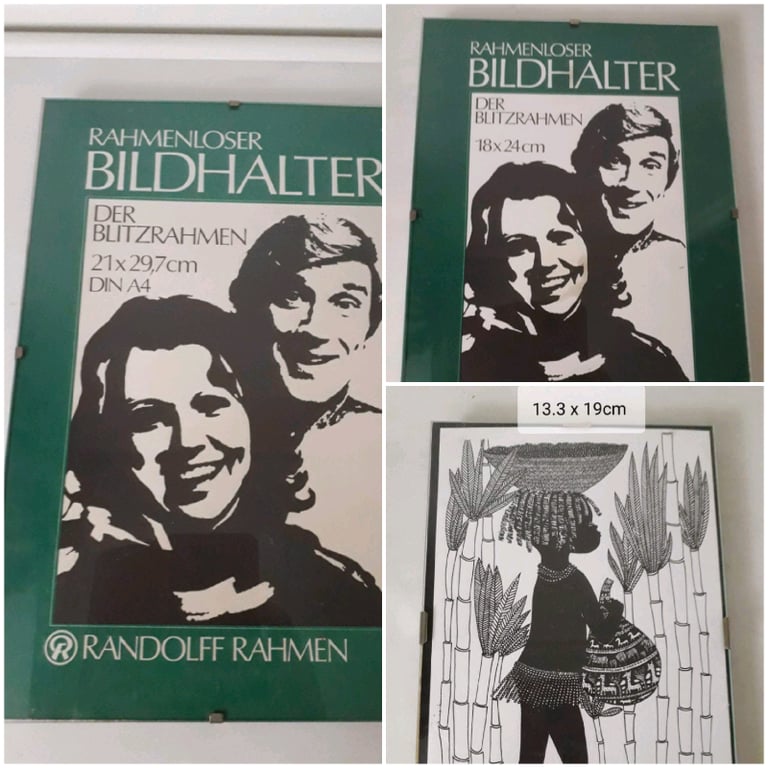 RAHMENLOSER
BILDHALTER
DER
BLITZRAHMEN
21 x 29,7cm
DIN A4
RANDOLFF RAHMEN
RAHMENLOSER
BILDHALTER
DER
BLITZRAHMEN
18 x 24 cm
13.3 x 19cm